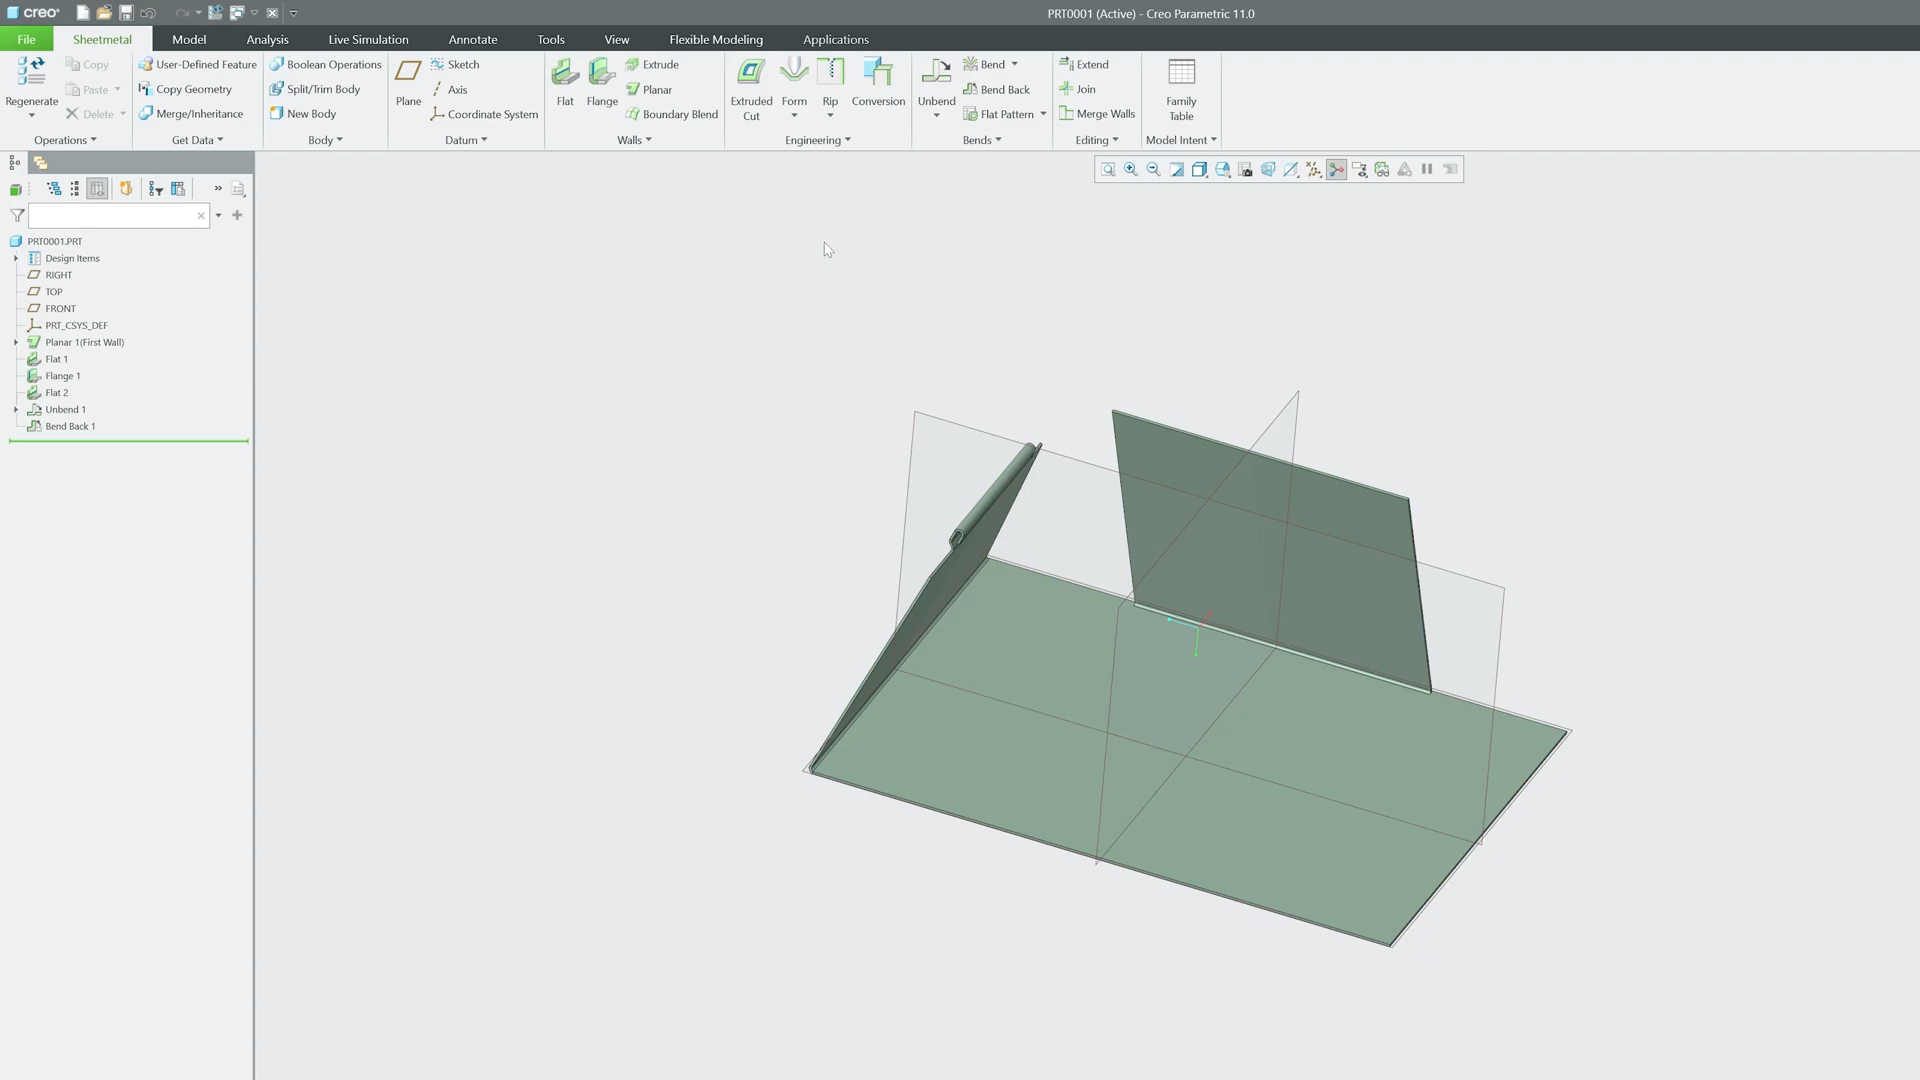 creo PRT0001 (Active) - Creo Parametric 11.0
File Sheetmetal Model Analysis Live Simulation Annotate Tools View Flexible Modeling Applications
Regenerate
Copy
Paste
Delete
Operations
User-Defined Feature
Copy Geometry
Merge/Inheritance
Get Data
Boolean Operations
Split/Trim Body
New Body
Body
Plane
Sketch
Axis
Coordinate System
Datum
Flat
Flange
Extrude
Planar
Boundary Blend
Walls
Extruded
Cut
Form
Rip
Conversion
Engineering
Unbend
Bend
Bend Back
Flat Pattern
Bends
Extend
Join
Merge Walls
Editing
Family
Table
Model Intent
PRT0001.PRT
Design Items
RIGHT
TOP
FRONT
PRT_CSYS_DEF
Planar 1(First Wall)
Flat 1
Flange 1
Flat 2
Unbend 1
Bend Back 1